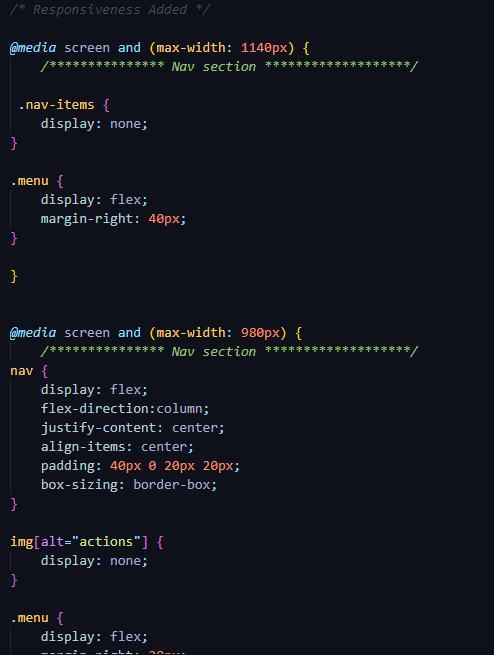 /* Responsiveness Added */
@media screen and (max-width: 1140px) {
/*************** Nav section *******************/
.nav-items {
display: none;
}
.menu {
display: flex;
margin-right: 40px;
}
}
@media screen and (max-width: 980px) {
/*************** Nav section *******************/
nav {
display: flex;
flex-direction:column;
justify-content: center;
align-items: center;
padding: 40px 0 20px 20px;
box-sizing: border-box;
}
img[alt="actions"] {
display: none;
}
.menu {
display: flex;
margin-right: 20px;